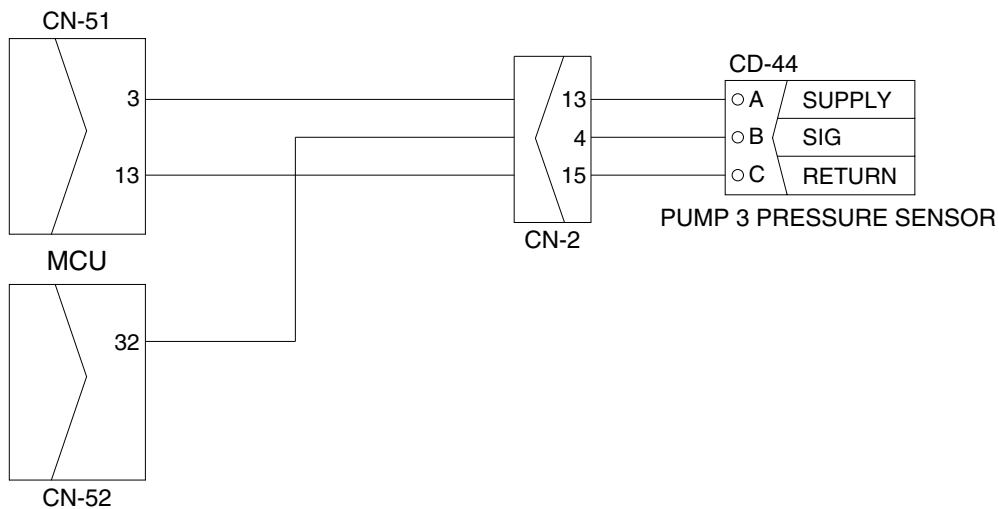 CN-51
CD-44
3
13
A SUPPLY
4
B SIG
13
15
C RETURN
PUMP 3 PRESSURE SENSOR
CN-2
MCU
32
CN-52